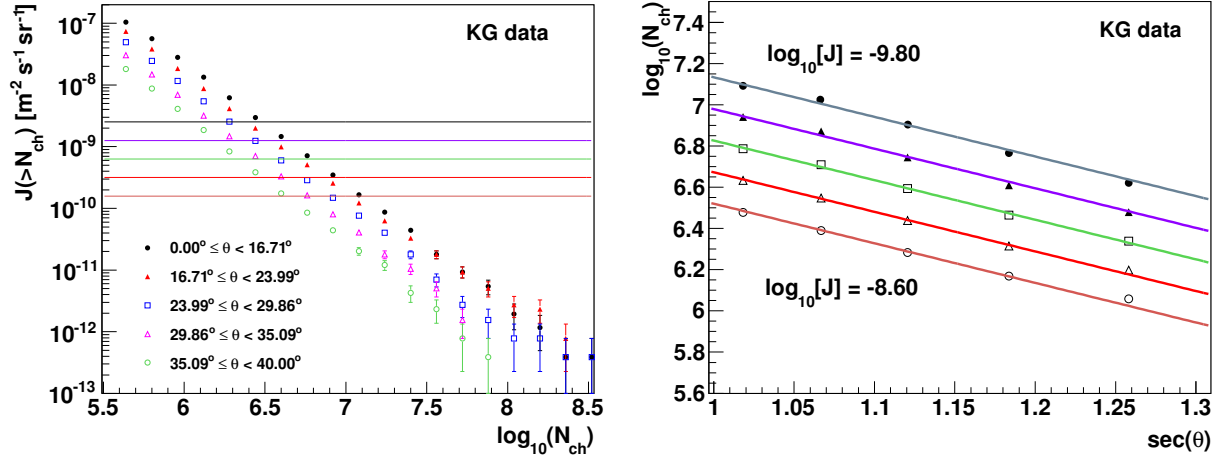 KG data
J(>N_ch) [m^-2 s^-1 sr^-1]
10^-7
10^-8
10^-9
10^-10
10^-11
10^-12
10^-13
0.00° ≤ θ < 16.71°
16.71° ≤ θ < 23.99°
23.99° ≤ θ < 29.86°
29.86° ≤ θ < 35.09°
35.09° ≤ θ < 40.00°
5.5 6 6.5 7 7.5 8 8.5
log_10(N_ch)
KG data
log_10(N_ch)
7.4
7.2
7
6.8
6.6
6.4
6.2
6
5.8
5.6
log_10[J] = -9.80
log_10[J] = -8.60
1 1.05 1.1 1.15 1.2 1.25 1.3
sec(θ)